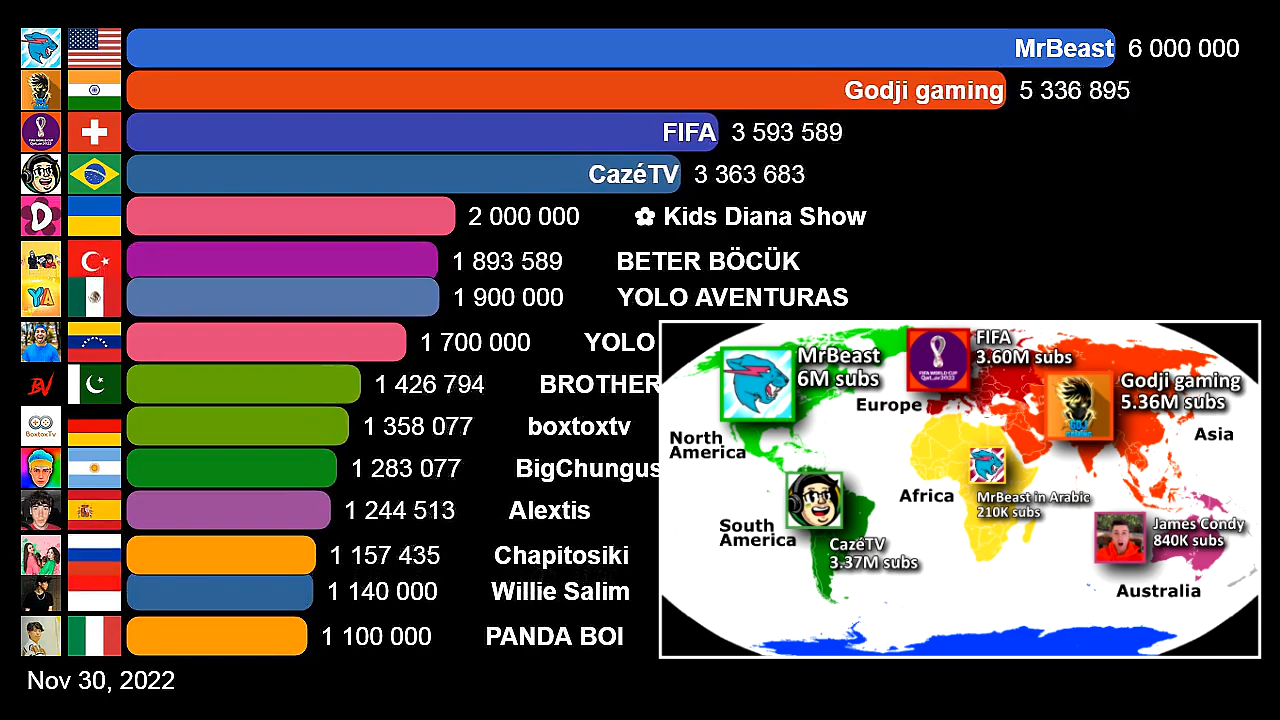 MrBeast 6 000 000
Godji gaming 5 336 895
FIFA 3 593 589
CazéTV 3 363 683
2 000 000 ✿ Kids Diana Show
1 893 589 BETER BÖCÜK
1 900 000 YOLO AVENTURAS
1 700 000 YOLO
1 426 794 BROTHER
1 358 077 boxtoxtv
1 283 077 BigChungus
1 244 513 Alextis
1 157 435 Chapitosiki
1 140 000 Willie Salim
1 100 000 PANDA BOI
Nov 30, 2022
MrBeast
6M subs
FIFA
3.60M subs
Godji gaming
5.36M subs
Europe
Asia
North
America
Africa
MrBeast in Arabic
210K subs
South
America
CazéTV
3.37M subs
James Condy
840K subs
Australia
D
YA
BV
BoxtoxTv